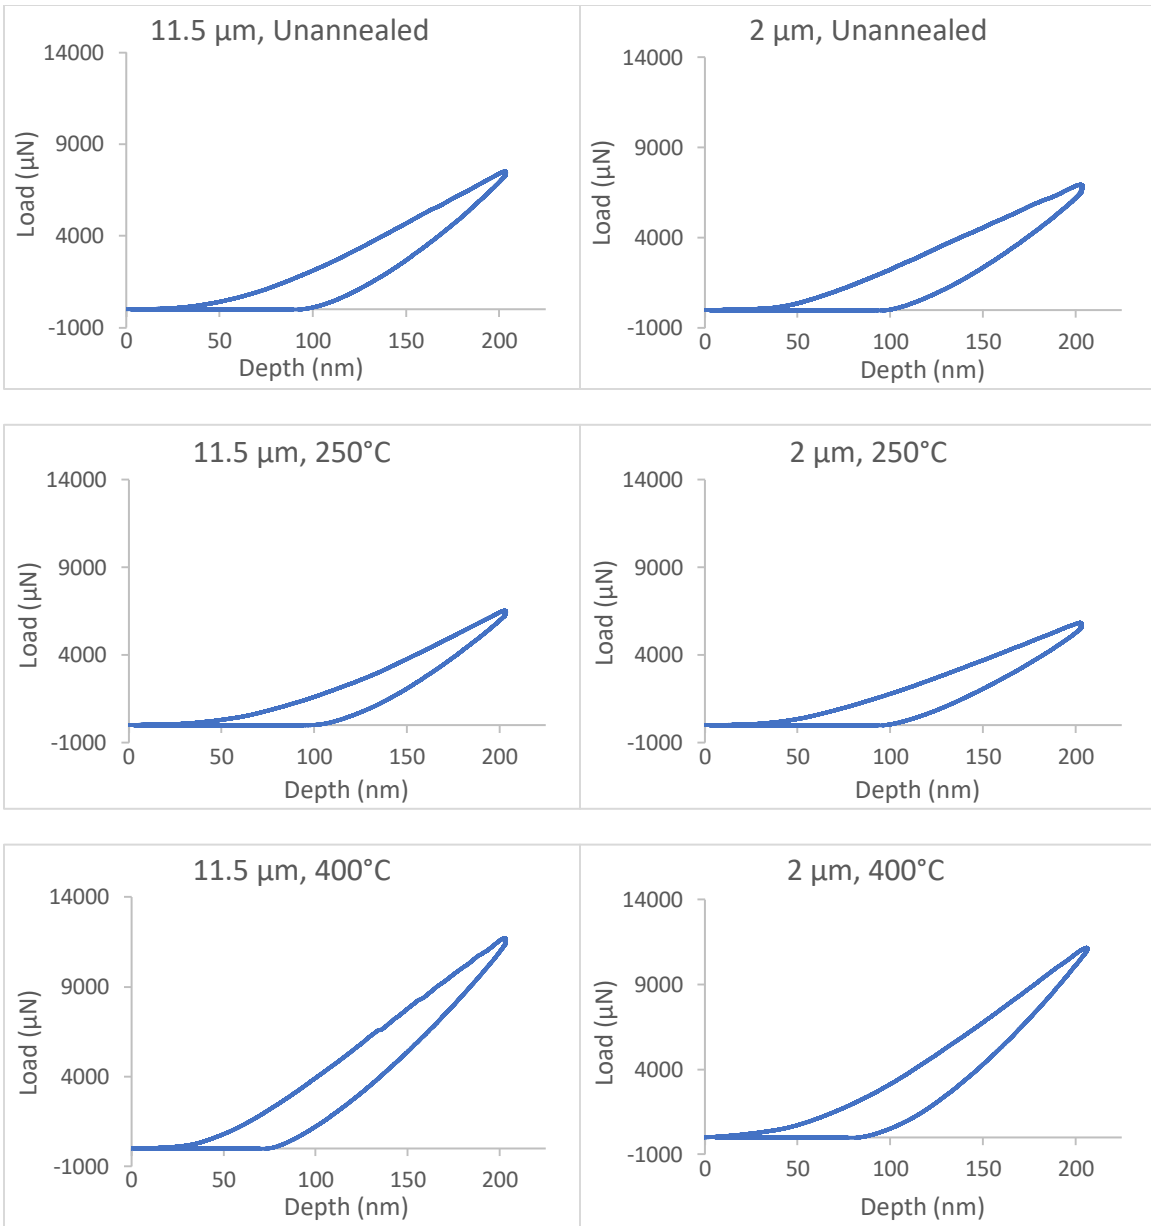 11.5 µm, Unannealed
14000
9000
4000
-1000
0 50 100 150 200
Load (µN)
Depth (nm)
2 µm, Unannealed
14000
9000
4000
-1000
0 50 100 150 200
Load (µN)
Depth (nm)
11.5 µm, 250°C
14000
9000
4000
-1000
0 50 100 150 200
Load (µN)
Depth (nm)
2 µm, 250°C
14000
9000
4000
-1000
0 50 100 150 200
Load (µN)
Depth (nm)
11.5 µm, 400°C
14000
9000
4000
-1000
0 50 100 150 200
Load (µN)
Depth (nm)
2 µm, 400°C
14000
9000
4000
-1000
0 50 100 150 200
Load (µN)
Depth (nm)